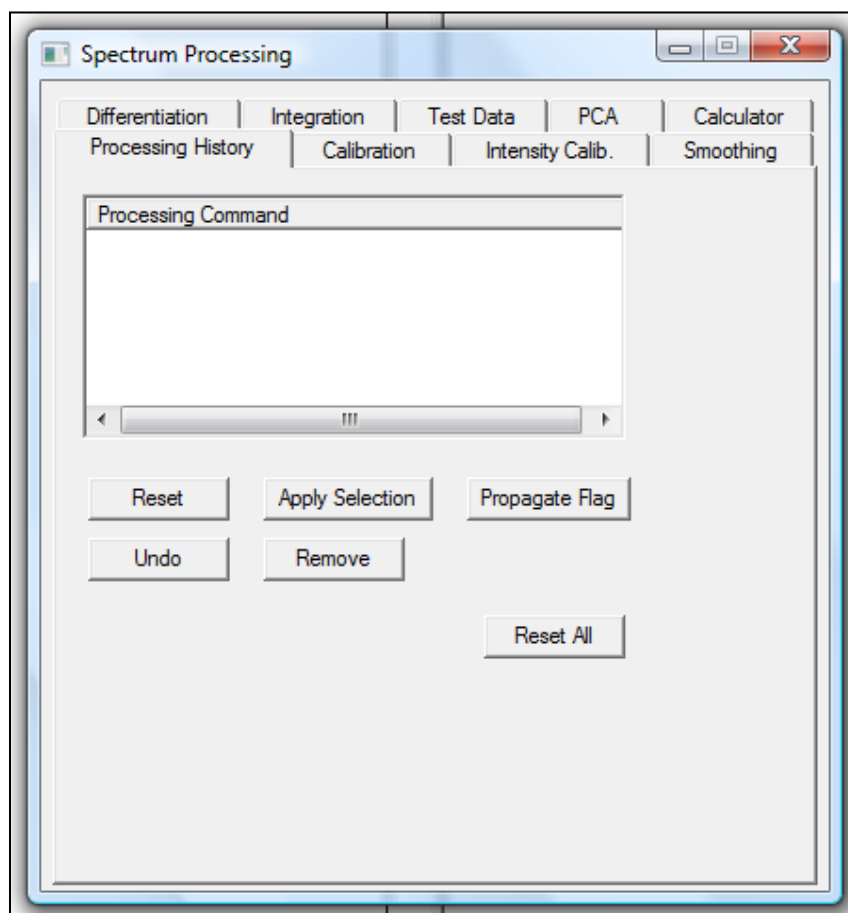 Spectrum Processing
Differentiation Integration Test Data PCA Calculator
Processing History Calibration Intensity Calib. Smoothing
Processing Command
Reset Apply Selection Propagate Flag
Undo Remove
Reset All